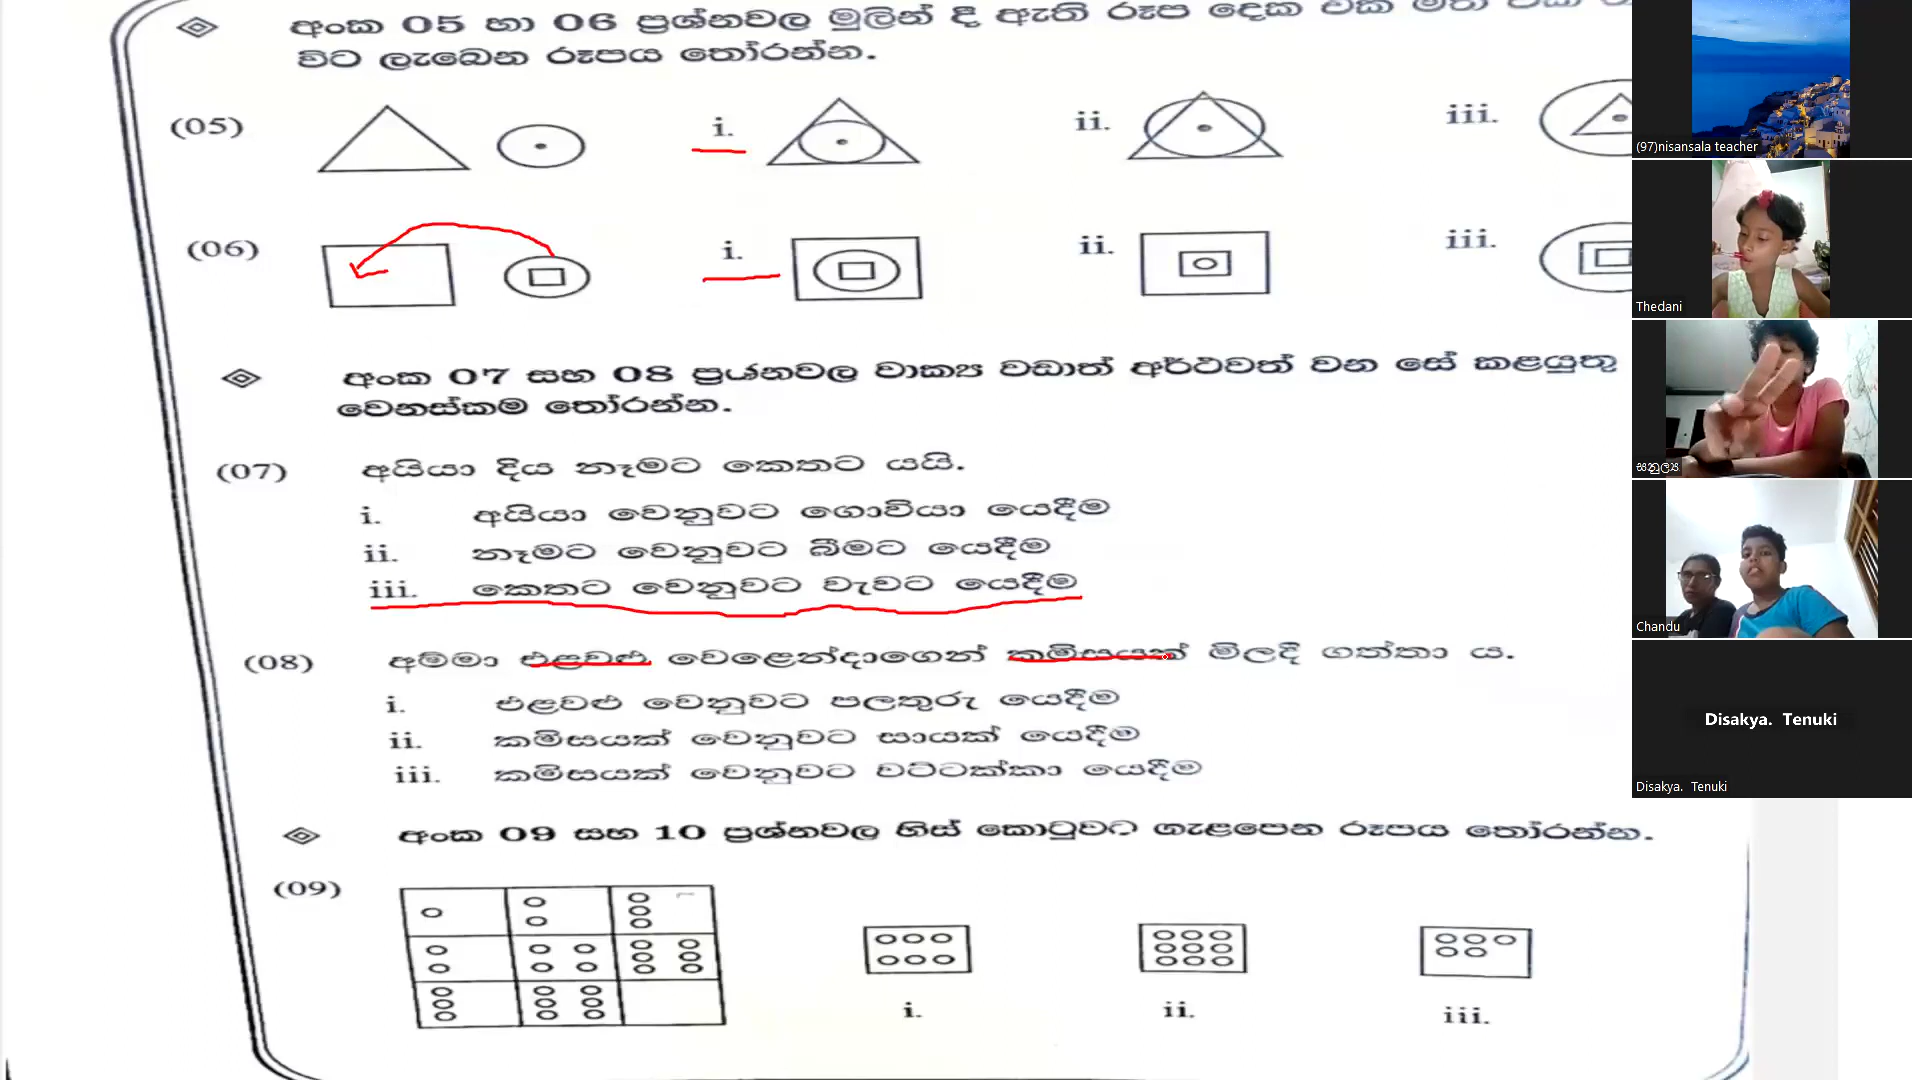 අංක 05 හා 06 ප්‍රශ්නවල මුලින් දී ඇති රූප දෙක එක මත එක
විට ලැබෙන රූපය තෝරන්න.
(05) i. ii. iii.
(06) i. ii. iii.
අංක 07 සහ 08 ප්‍රශ්නවල වාක්‍ය වඩාත් අර්ථවත් වන සේ කළයුතු
වෙනස්කම තෝරන්න.
(07) අයියා දිය නෑමට කෙතට යයි.
i. අයියා වෙනුවට ගොවියා යෙදීම
ii. නෑමට වෙනුවට බීමට යෙදීම
iii. කෙතට වෙනුවට වැවට යෙදීම
(08) අම්මා එළවළු වෙළෙන්දාගෙන් කමිසයක් මිලදී ගත්තා ය.
i. එළවළු වෙනුවට පලතුරු යෙදීම
ii. කමිසයක් වෙනුවට සායක් යෙදීම
iii. කමිසයක් වෙනුවට වට්ටක්කා යෙදීම
අංක 09 සහ 10 ප්‍රශ්නවල හිස් කොටුවට ගැළපෙන රූපය තෝරන්න.
(09)
i. ii. iii.
(97)nisansala teacher
Thedani
Chandu
Disakya. Tenuki
Disakya. Tenuki